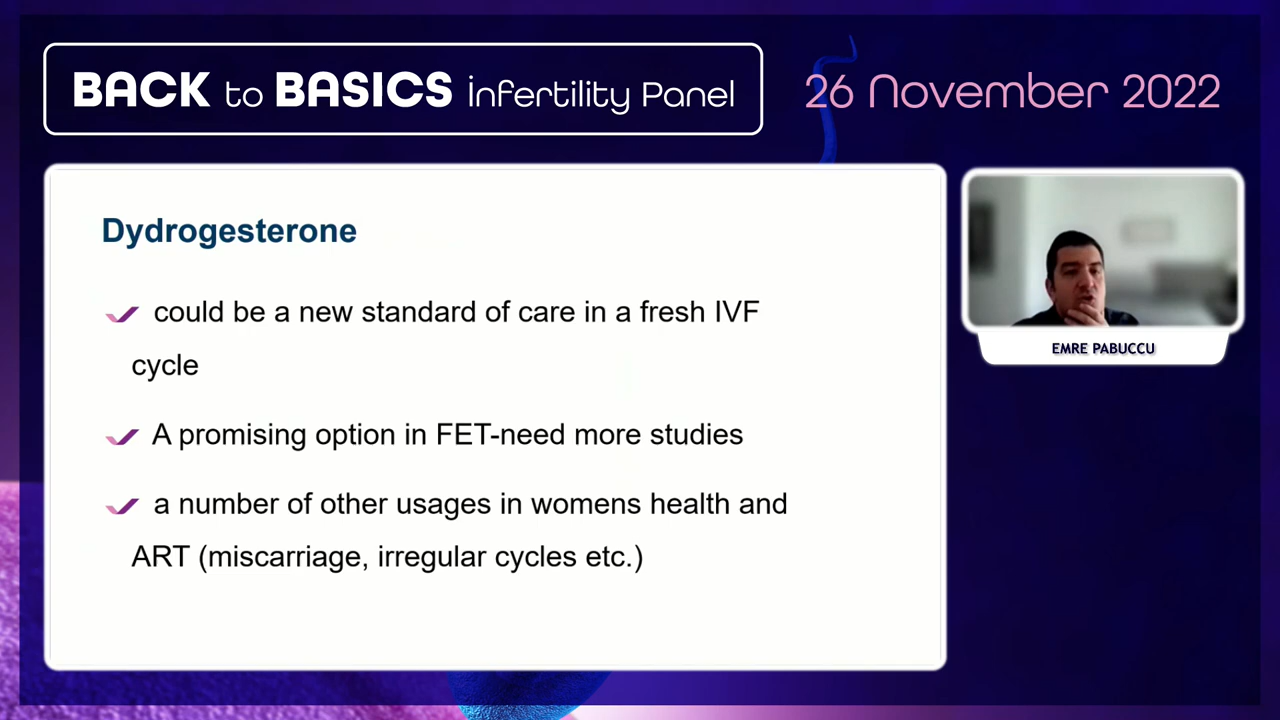 BACK to BASICS infertility Panel
26 November 2022
Dydrogesterone
could be a new standard of care in a fresh IVF
cycle
A promising option in FET-need more studies
a number of other usages in womens health and
ART (miscarriage, irregular cycles etc.)
EMRE PABUCCU